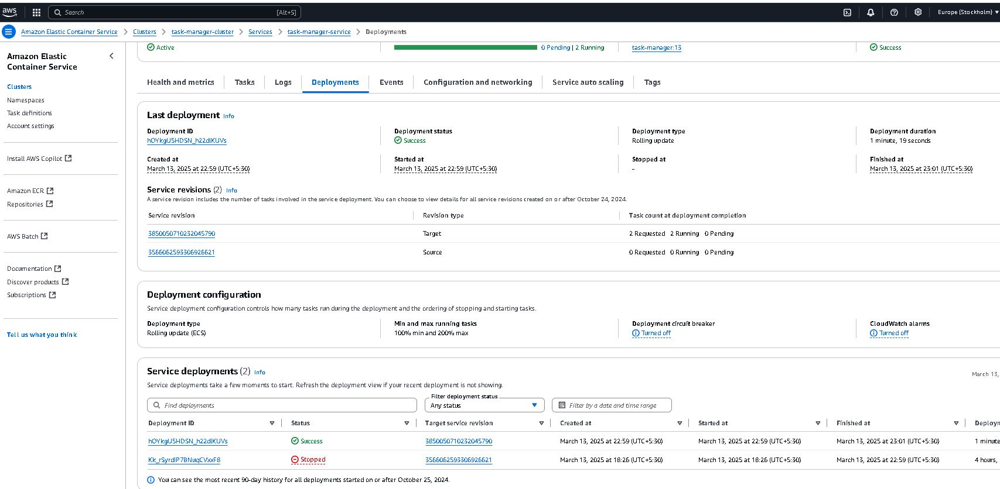 aws
Search [Alt+S] Europe (Stockholm)
Amazon Elastic Container Service Clusters task-manager-cluster Services task-manager-service Deployments
Amazon Elastic Container Service
Clusters
Namespaces
Task definitions
Account settings
Install AWS Copilot
Amazon ECR
Repositories
AWS Batch
Documentation
Discover products
Subscriptions
Tell us what you think
Active 0 Pending | 2 Running task-manager:13 Success
Health and metrics Tasks Logs Deployments Events Configuration and networking Service auto scaling Tags
Last deployment Info
Deployment ID Deployment status Deployment type Deployment duration
hOYkgU5HDSN_h22dlKUVs Success Rolling update 1 minute, 19 seconds
Created at Started at Stopped at Finished at
March 13, 2025 at 22:59 (UTC+5:30) March 13, 2025 at 22:59 (UTC+5:30) - March 13, 2025 at 23:01 (UTC+5:30)
Service revisions (2) Info
A service revision includes the number of tasks involved in the service deployment. You can choose to view details for all service revisions created on or after October 24, 2024.
Service revision Revision type Task count at deployment completion
3850050710232045790 Target 2 Requested 2 Running 0 Pending
3566062593306926621 Source 0 Requested 0 Running 0 Pending
Deployment configuration
Service deployment configuration controls how many tasks run during the deployment and the ordering of stopping and starting tasks.
Deployment type Min and max running tasks Deployment circuit breaker CloudWatch alarms
Rolling update (ECS) 100% min and 200% max Turned off Turned off
Service deployments (2) Info March 13,
Service deployments take a few moments to start. Refresh the deployment view if your recent deployment is not showing.
Filter deployment status
Find deployments Any status Filter by a date and time range
Deployment ID Status Target service revision Created at Started at Finished at Deploym
hOYkgU5HDSN_h22dlKUVs Success 3850050710232045790 March 13, 2025 at 22:59 (UTC+5:30) March 13, 2025 at 22:59 (UTC+5:30) March 13, 2025 at 23:01 (UTC+5:30) 1 minute
Kk_rSyrdIP7BNuqCVxxF8 Stopped 3566062593306926621 March 13, 2025 at 18:26 (UTC+5:30) March 13, 2025 at 18:26 (UTC+5:30) March 13, 2025 at 22:59 (UTC+5:30) 4 hours,
You can see the most recent 90-day history for all deployments started on or after October 25, 2024.